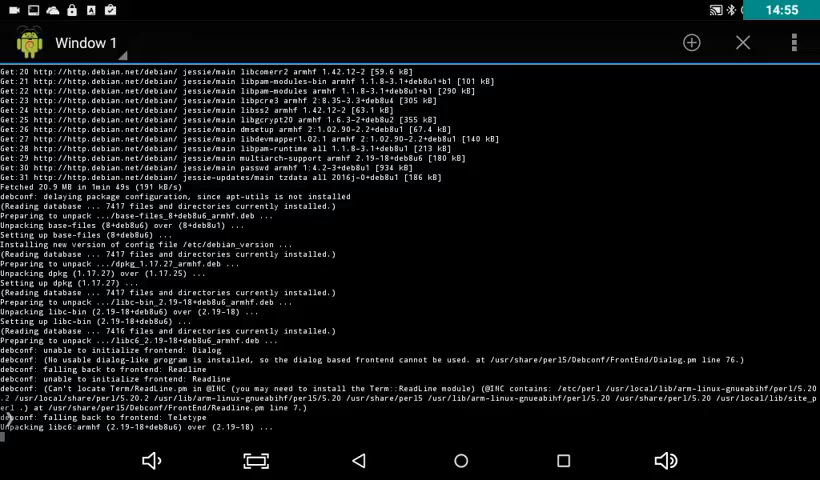 14:55
Window 1
Get:20 http://http.debian.net/debian/ jessie/main libcomerr2 armhf 1.42.12-2 [59.6 kB]
Get:21 http://http.debian.net/debian/ jessie/main libpam-modules-bin armhf 1.1.8-3.1+deb8u1+b1 [101 kB]
Get:22 http://http.debian.net/debian/ jessie/main libpam-modules armhf 1.1.8-3.1+deb8u1+b1 [290 kB]
Get:23 http://http.debian.net/debian/ jessie/main libpcre3 armhf 2:8.35-3.3+deb8u4 [305 kB]
Get:24 http://http.debian.net/debian/ jessie/main libss2 armhf 1.42.12-2 [63.1 kB]
Get:25 http://http.debian.net/debian/ jessie/main libgcrypt20 armhf 1.6.3-2+deb8u2 [355 kB]
Get:26 http://http.debian.net/debian/ jessie/main dmsetup armhf 2:1.02.90-2.2+deb8u1 [67.4 kB]
Get:27 http://http.debian.net/debian/ jessie/main libdevmapper1.02.1 armhf 2:1.02.90-2.2+deb8u1 [140 kB]
Get:28 http://http.debian.net/debian/ jessie/main libpam-runtime all 1.1.8-3.1+deb8u1 [213 kB]
Get:29 http://http.debian.net/debian/ jessie/main multiarch-support armhf 2.19-18+deb8u6 [180 kB]
Get:30 http://http.debian.net/debian/ jessie/main passwd armhf 1:4.2-3+deb8u1 [934 kB]
Get:31 http://http.debian.net/debian/ jessie-updates/main tzdata all 2016j-0+deb8u1 [186 kB]
Fetched 20.9 MB in 1min 49s (191 kB/s)
debconf: delaying package configuration, since apt-utils is not installed
(Reading database ... 7417 files and directories currently installed.)
Preparing to unpack .../base-files_8+deb8u6_armhf.deb ...
Unpacking base-files (8+deb8u6) over (8+deb8u1) ...
Setting up base-files (8+deb8u6) ...
Installing new version of config file /etc/debian_version ...
(Reading database ... 7417 files and directories currently installed.)
Preparing to unpack .../dpkg_1.17.27_armhf.deb ...
Unpacking dpkg (1.17.27) over (1.17.25) ...
Setting up dpkg (1.17.27) ...
(Reading database ... 7417 files and directories currently installed.)
Preparing to unpack .../libc-bin_2.19-18+deb8u6_armhf.deb ...
Unpacking libc-bin (2.19-18+deb8u6) over (2.19-18) ...
Setting up libc-bin (2.19-18+deb8u6) ...
(Reading database ... 7416 files and directories currently installed.)
Preparing to unpack .../libc6_2.19-18+deb8u6_armhf.deb ...
debconf: unable to initialize frontend: Dialog
debconf: (No usable dialog-like program is installed, so the dialog based frontend cannot be used. at /usr/share/perl5/Debconf/FrontEnd/Dialog.pm line 76.)
debconf: falling back to frontend: Readline
debconf: unable to initialize frontend: Readline
debconf: (Can't locate Term/ReadLine.pm in @INC (you may need to install the Term::ReadLine module) (@INC contains: /etc/perl /usr/local/lib/arm-linux-gnueabihf/perl/5.20
.2 /usr/local/share/perl/5.20.2 /usr/lib/arm-linux-gnueabihf/perl5/5.20 /usr/share/perl5 /usr/lib/arm-linux-gnueabihf/perl/5.20 /usr/share/perl/5.20 /usr/local/lib/site_p
erl .) at /usr/share/perl5/Debconf/FrontEnd/Readline.pm line 7.)
debconf: falling back to frontend: Teletype
Unpacking libc6:armhf (2.19-18+deb8u6) over (2.19-18) ...